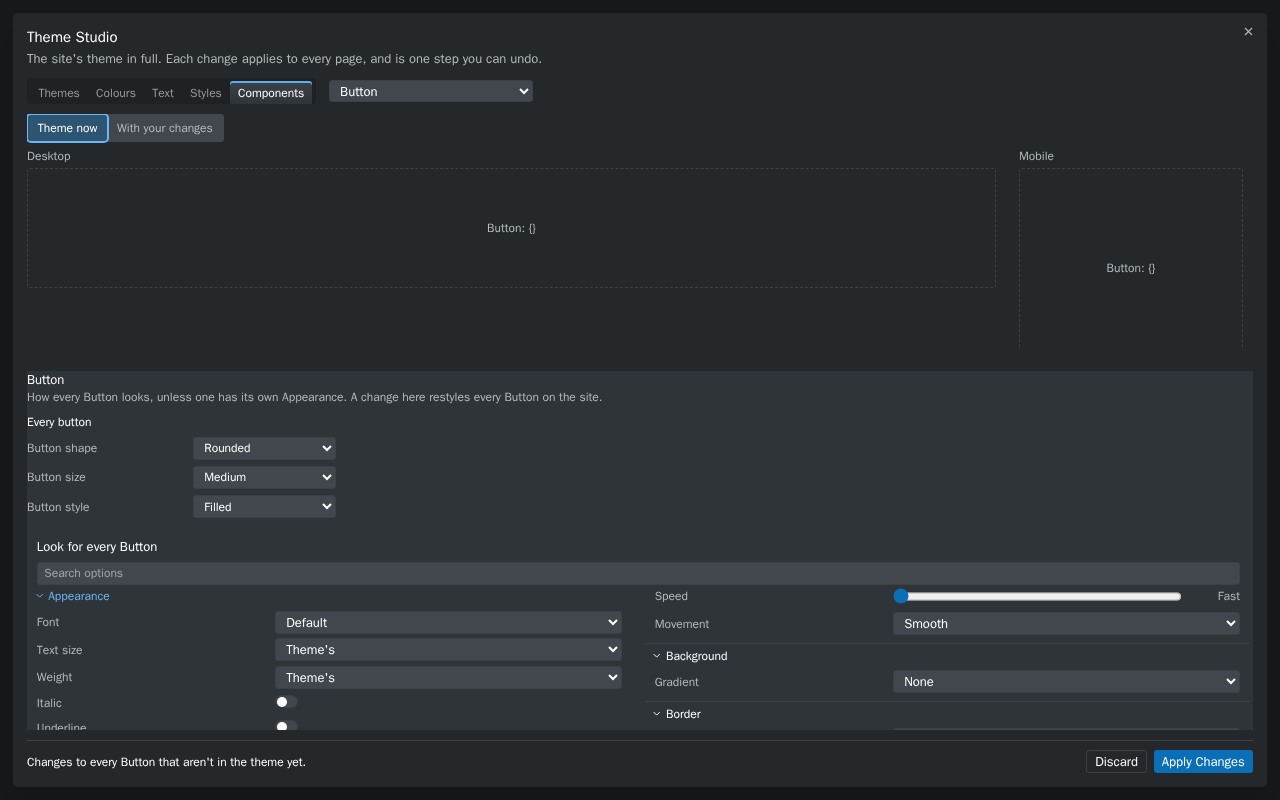 Theme Studio
×
The site's theme in full. Each change applies to every page, and is one step you can undo.
Themes Colours Text Styles Components Button
Theme now With your changes
Desktop Mobile
Button: {}
Button: {}
Button
How every Button looks, unless one has its own Appearance. A change here restyles every Button on the site.
Every button
Button shape Rounded
Button size Medium
Button style Filled
Look for every Button
Search options
Appearance
Font Default
Text size Theme's
Weight Theme's
Italic
Underline
Speed Fast
Movement Smooth
Background
Gradient None
Border
Changes to every Button that aren't in the theme yet.
Discard Apply Changes